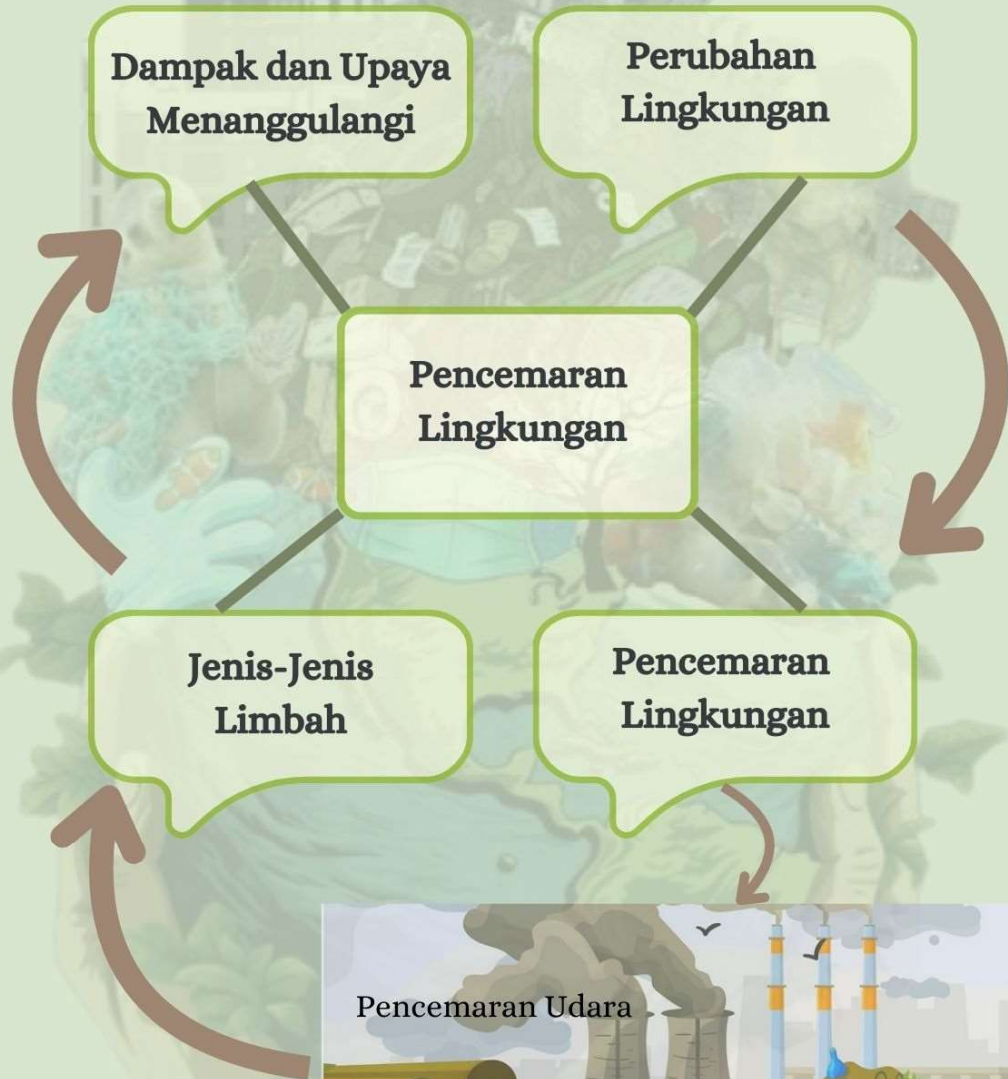 Dampak dan Upaya
Menanggulangi
Perubahan
Lingkungan
Pencemaran
Lingkungan
Jenis-Jenis
Limbah
Pencemaran
Lingkungan
Pencemaran Udara